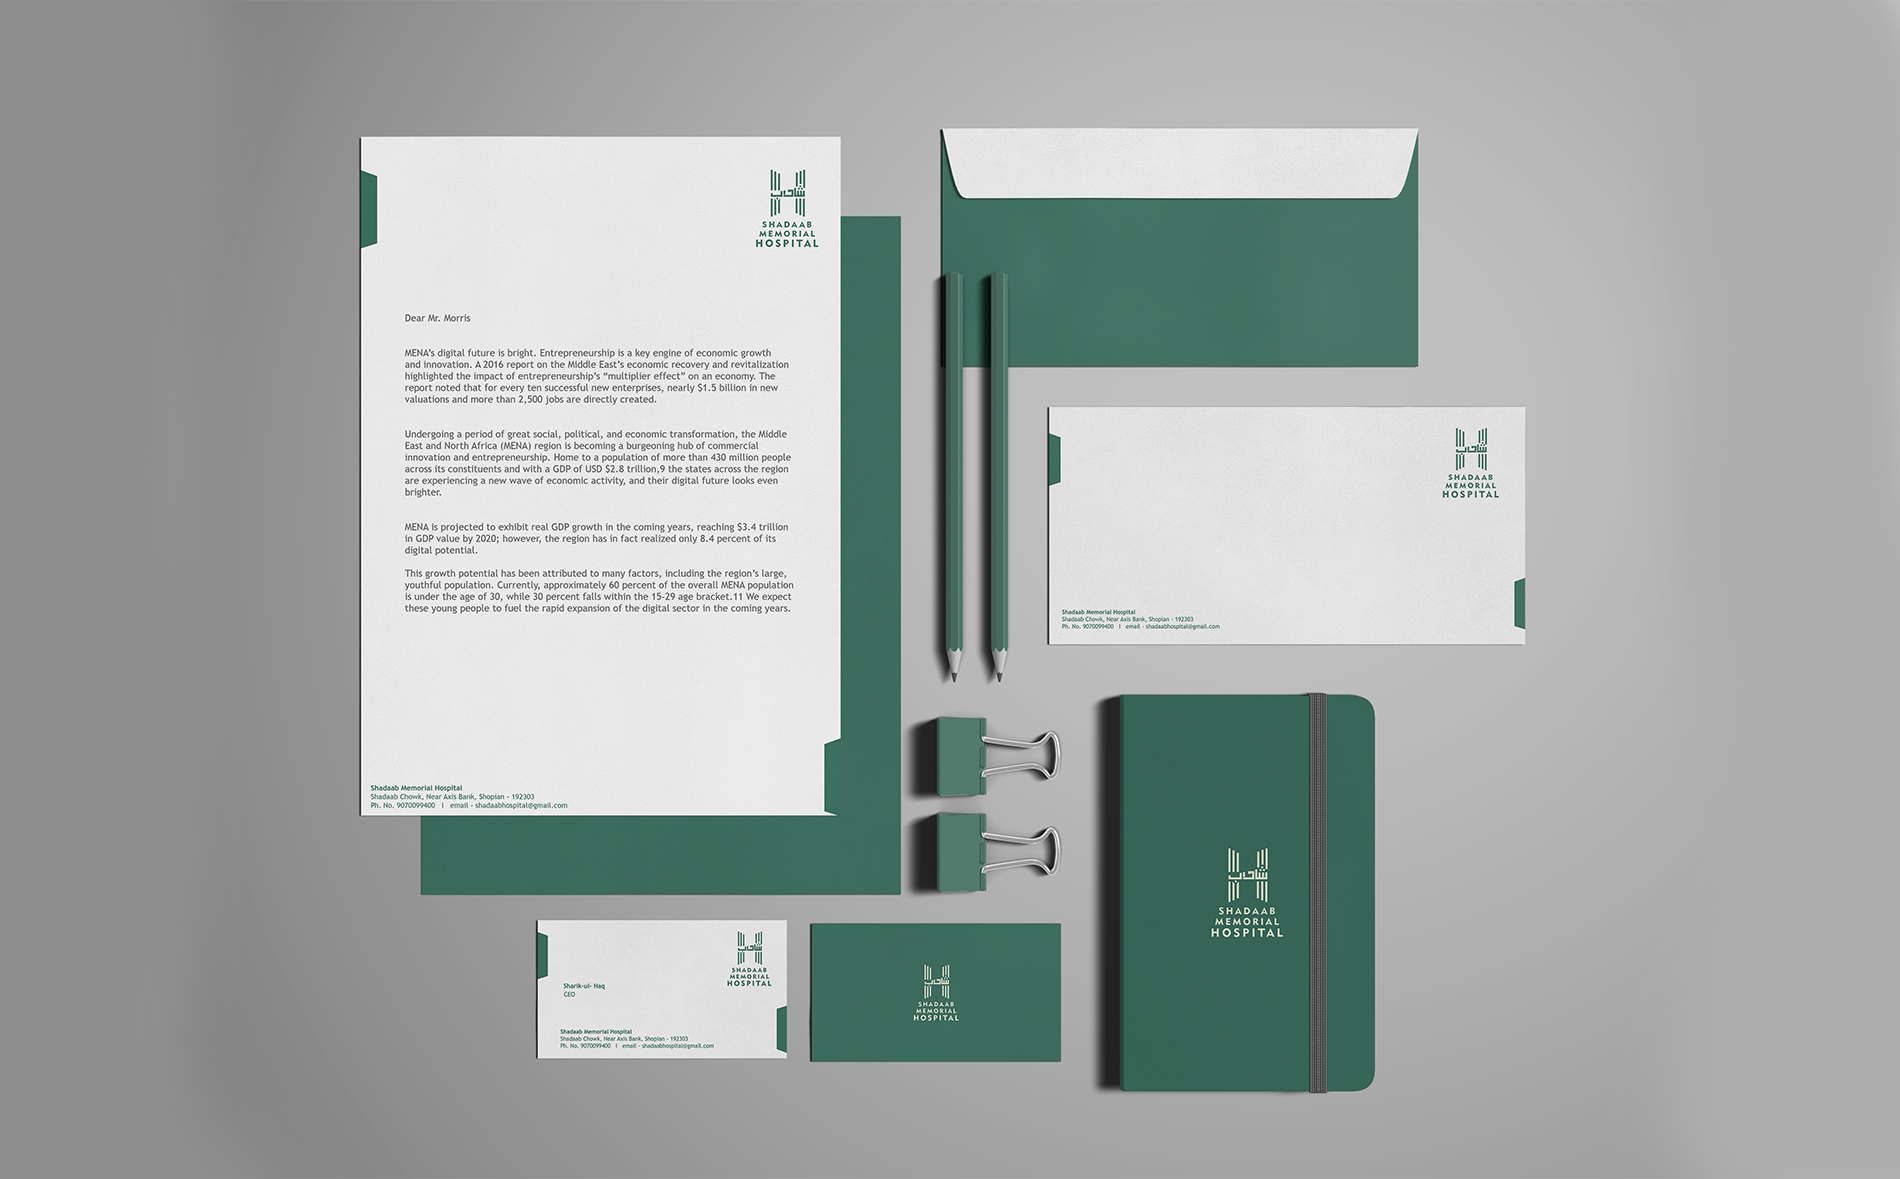 شاداب
SHADAAB
MEMORIAL
HOSPITAL
Dear Mr. Morris
MENA's digital future is bright. Entrepreneurship is a key engine of economic growth
and innovation. A 2016 report on the Middle East's economic recovery and revitalization
highlighted the impact of entrepreneurship's “multiplier effect” on an economy. The
report noted that for every ten successful new enterprises, nearly $1.5 billion in new
valuations and more than 2,500 jobs are directly created.
Undergoing a period of great social, political, and economic transformation, the Middle
East and North Africa (MENA) region is becoming a burgeoning hub of commercial
innovation and entrepreneurship. Home to a population of more than 430 million people
across its constituents and with a GDP of USD $2.8 trillion,9 the states across the region
are experiencing a new wave of economic activity, and their digital future looks even
brighter.
MENA is projected to exhibit real GDP growth in the coming years, reaching $3.4 trillion
in GDP value by 2020; however, the region has in fact realized only 8.4 percent of its
digital potential.
This growth potential has been attributed to many factors, including the region's large,
youthful population. Currently, approximately 60 percent of the overall MENA population
is under the age of 30, while 30 percent falls within the 15-29 age bracket.11 We expect
these young people to fuel the rapid expansion of the digital sector in the coming years.
Shadaab Memorial Hospital
Shadaab Chowk, Near Axis Bank, Shopian - 192303
Ph. No. 9070099400 I email - shadaabhospital@gmail.com
شاداب
SHADAAB
MEMORIAL
HOSPITAL
Shadaab Memorial Hospital
Shadaab Chowk, Near Axis Bank, Shopian - 192303
Ph. No. 9070099400 I email - shadaabhospital@gmail.com
شاداب
SHADAAB
MEMORIAL
HOSPITAL
Sharik-ul- Haq
CEO
Shadaab Memorial Hospital
Shadaab Chowk, Near Axis Bank, Shopian - 192303
Ph. No. 9070099400 I email - shadaabhospital@gmail.com
شاداب
SHADAAB
MEMORIAL
HOSPITAL
شاداب
SHADAAB
MEMORIAL
HOSPITAL